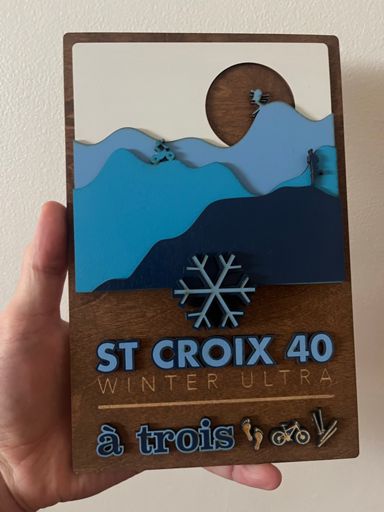 ST CROIX 40
WINTER ULTRA
à trois